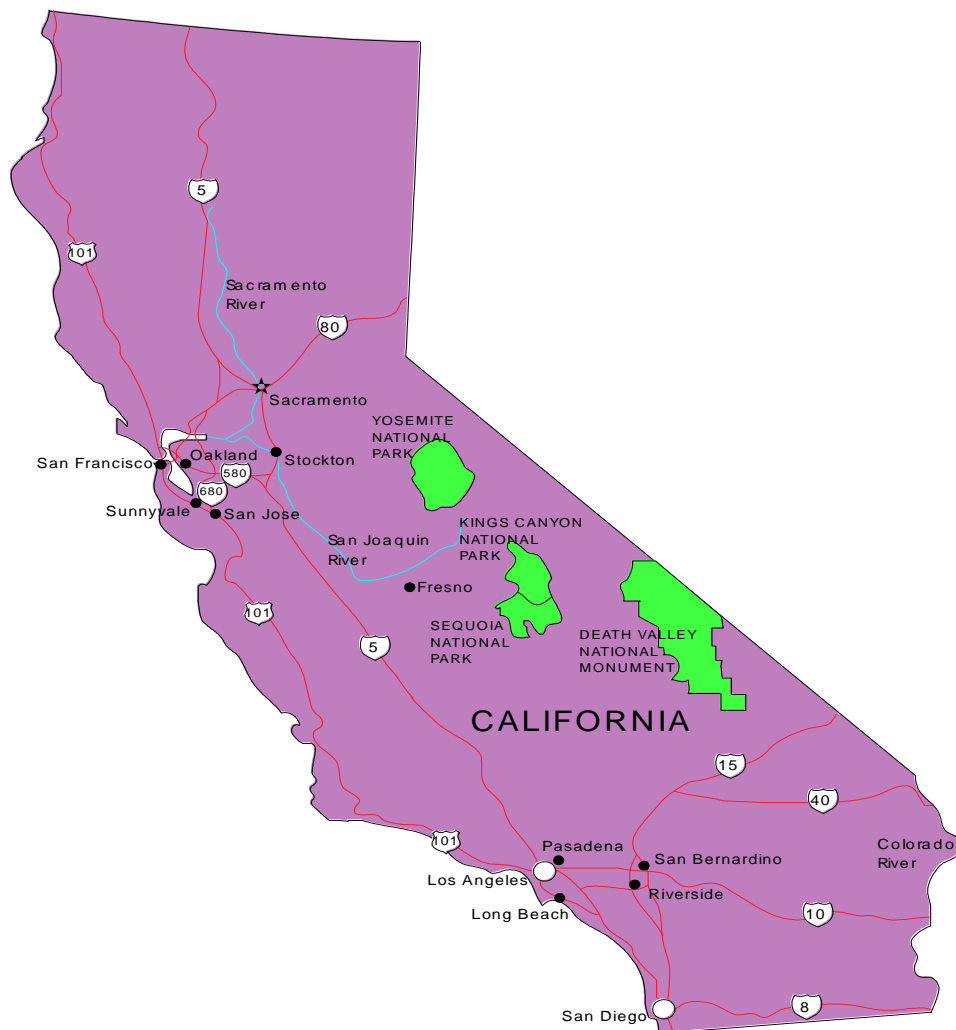 5
101
Sacramento
River
80
Sacramento
YOSEMITE
NATIONAL
PARK
San Francisco
Oakland
Stockton
580
680
Sunnyvale
San Jose
KINGS CANYON
NATIONAL
PARK
San Joaquin
River
Fresno
101
SEQUOIA
NATIONAL
PARK
5
DEATH VALLEY
NATIONAL
MONUMENT
CALIFORNIA
15
40
101
Pasadena
San Bernardino
Colorado
River
Los Angeles
Riverside
Long Beach
10
San Diego
8